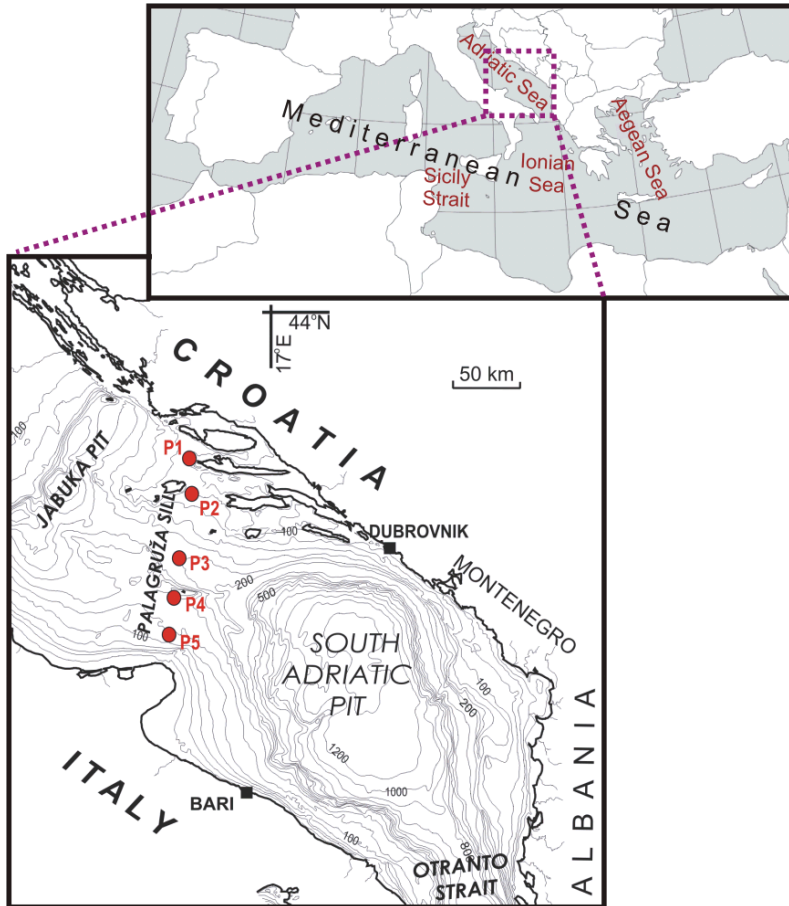 Adriatic Sea
Mediterranean
Sea
Aegean Sea
Ionian
Sea
Sicily
Strait
44°N
17°E
50 km
CROATIA
100
JABUKA PIT
P1
P2
PALAGRUŽA SILL
P3
P4
P5
100
100
DUBROVNIK
MONTENEGRO
200
500
SOUTH
ADRIATIC
PIT
100
200
1200
1000
ITALY
BARI
100
800
OTRANTO
STRAIT
ALBANIA